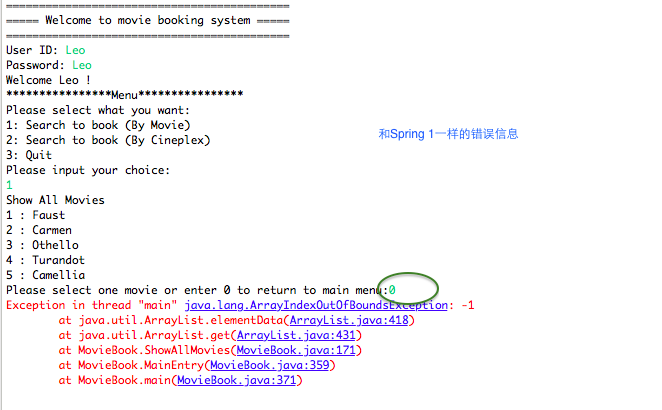 ============================================
===== Welcome to movie booking system =====
============================================
User ID: Leo
Password: Leo
Welcome Leo !
****************Menu****************
Please select what you want:
1: Search to book (By Movie)
2: Search to book (By Cineplex)
和Spring 1一样的错误信息
3: Quit
Please input your choice:
1
Show All Movies
1 : Faust
2 : Carmen
3 : Othello
4 : Turandot
5 : Camellia
Please select one movie or enter 0 to return to main menu:0
Exception in thread "main" java.lang.ArrayIndexOutOfBoundsException: -1
	at java.util.ArrayList.elementData(ArrayList.java:418)
	at java.util.ArrayList.get(ArrayList.java:431)
	at MovieBook.ShowAllMovies(MovieBook.java:171)
	at MovieBook.MainEntry(MovieBook.java:359)
	at MovieBook.main(MovieBook.java:371)